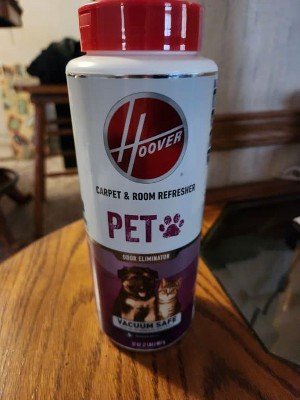 HOOVER
CARPET & ROOM REFRESHER
PET
ODOR ELIMINATOR
VACUUM SAFE